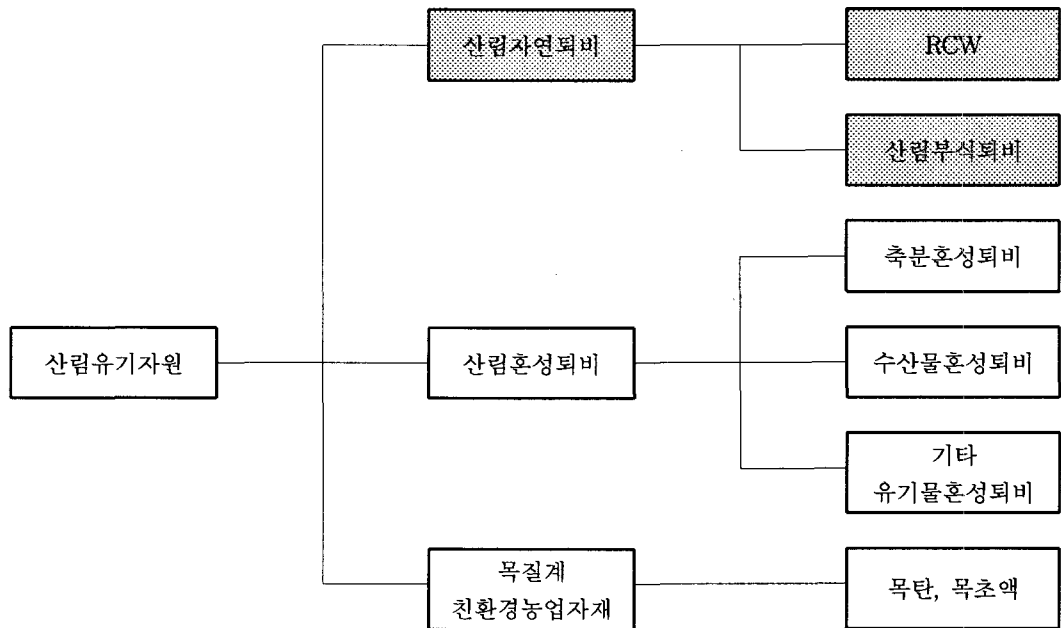 산림자연퇴비
RCW
산림부식퇴비
축분혼성퇴비
산림유기자원
산림혼성퇴비
수산물혼성퇴비
기타
유기물혼성퇴비
목질계
친환경농업자재
목탄, 목초액